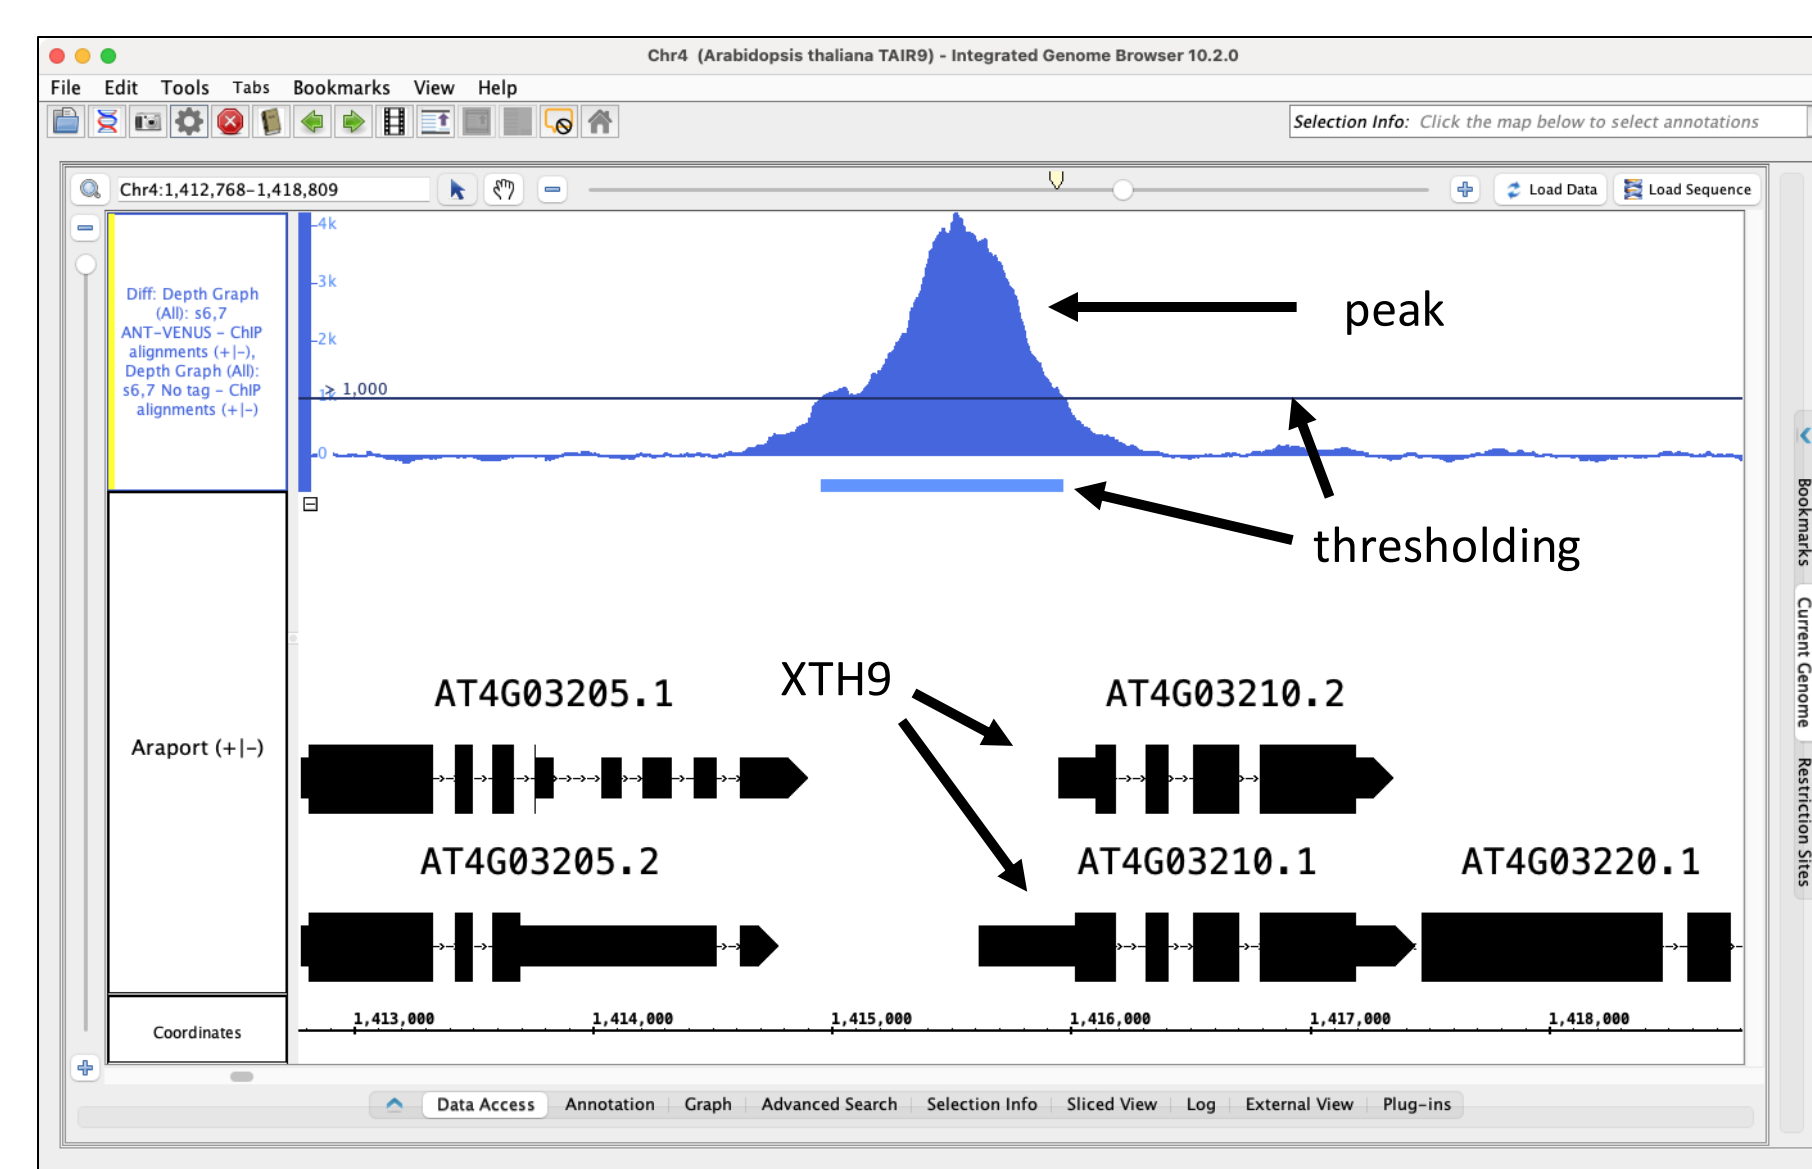 Chr4 (Arabidopsis thaliana TAIR9) - Integrated Genome Browser 10.2.0
File Edit Tools Tabs Bookmarks View Help
Selection Info: Click the map below to select annotations
Chr4:1,412,768-1,418,809
Load Data
Load Sequence
Diff: Depth Graph
(All): s6,7
ANT-VENUS - ChIP
alignments (+|-),
Depth Graph (All):
s6,7 No tag - ChIP
alignments (+|-)
4k
3k
2k
1k
> 1,000
0
peak
thresholding
XTH9
AT4G03205.1
AT4G03210.2
Araport (+|-)
AT4G03205.2
AT4G03210.1
AT4G03220.1
Coordinates
1,413,000 1,414,000 1,415,000 1,416,000 1,417,000 1,418,000
Data Access Annotation Graph Advanced Search Selection Info Sliced View Log External View Plug-ins
Bookmarks
Current Genome
Restriction Sites